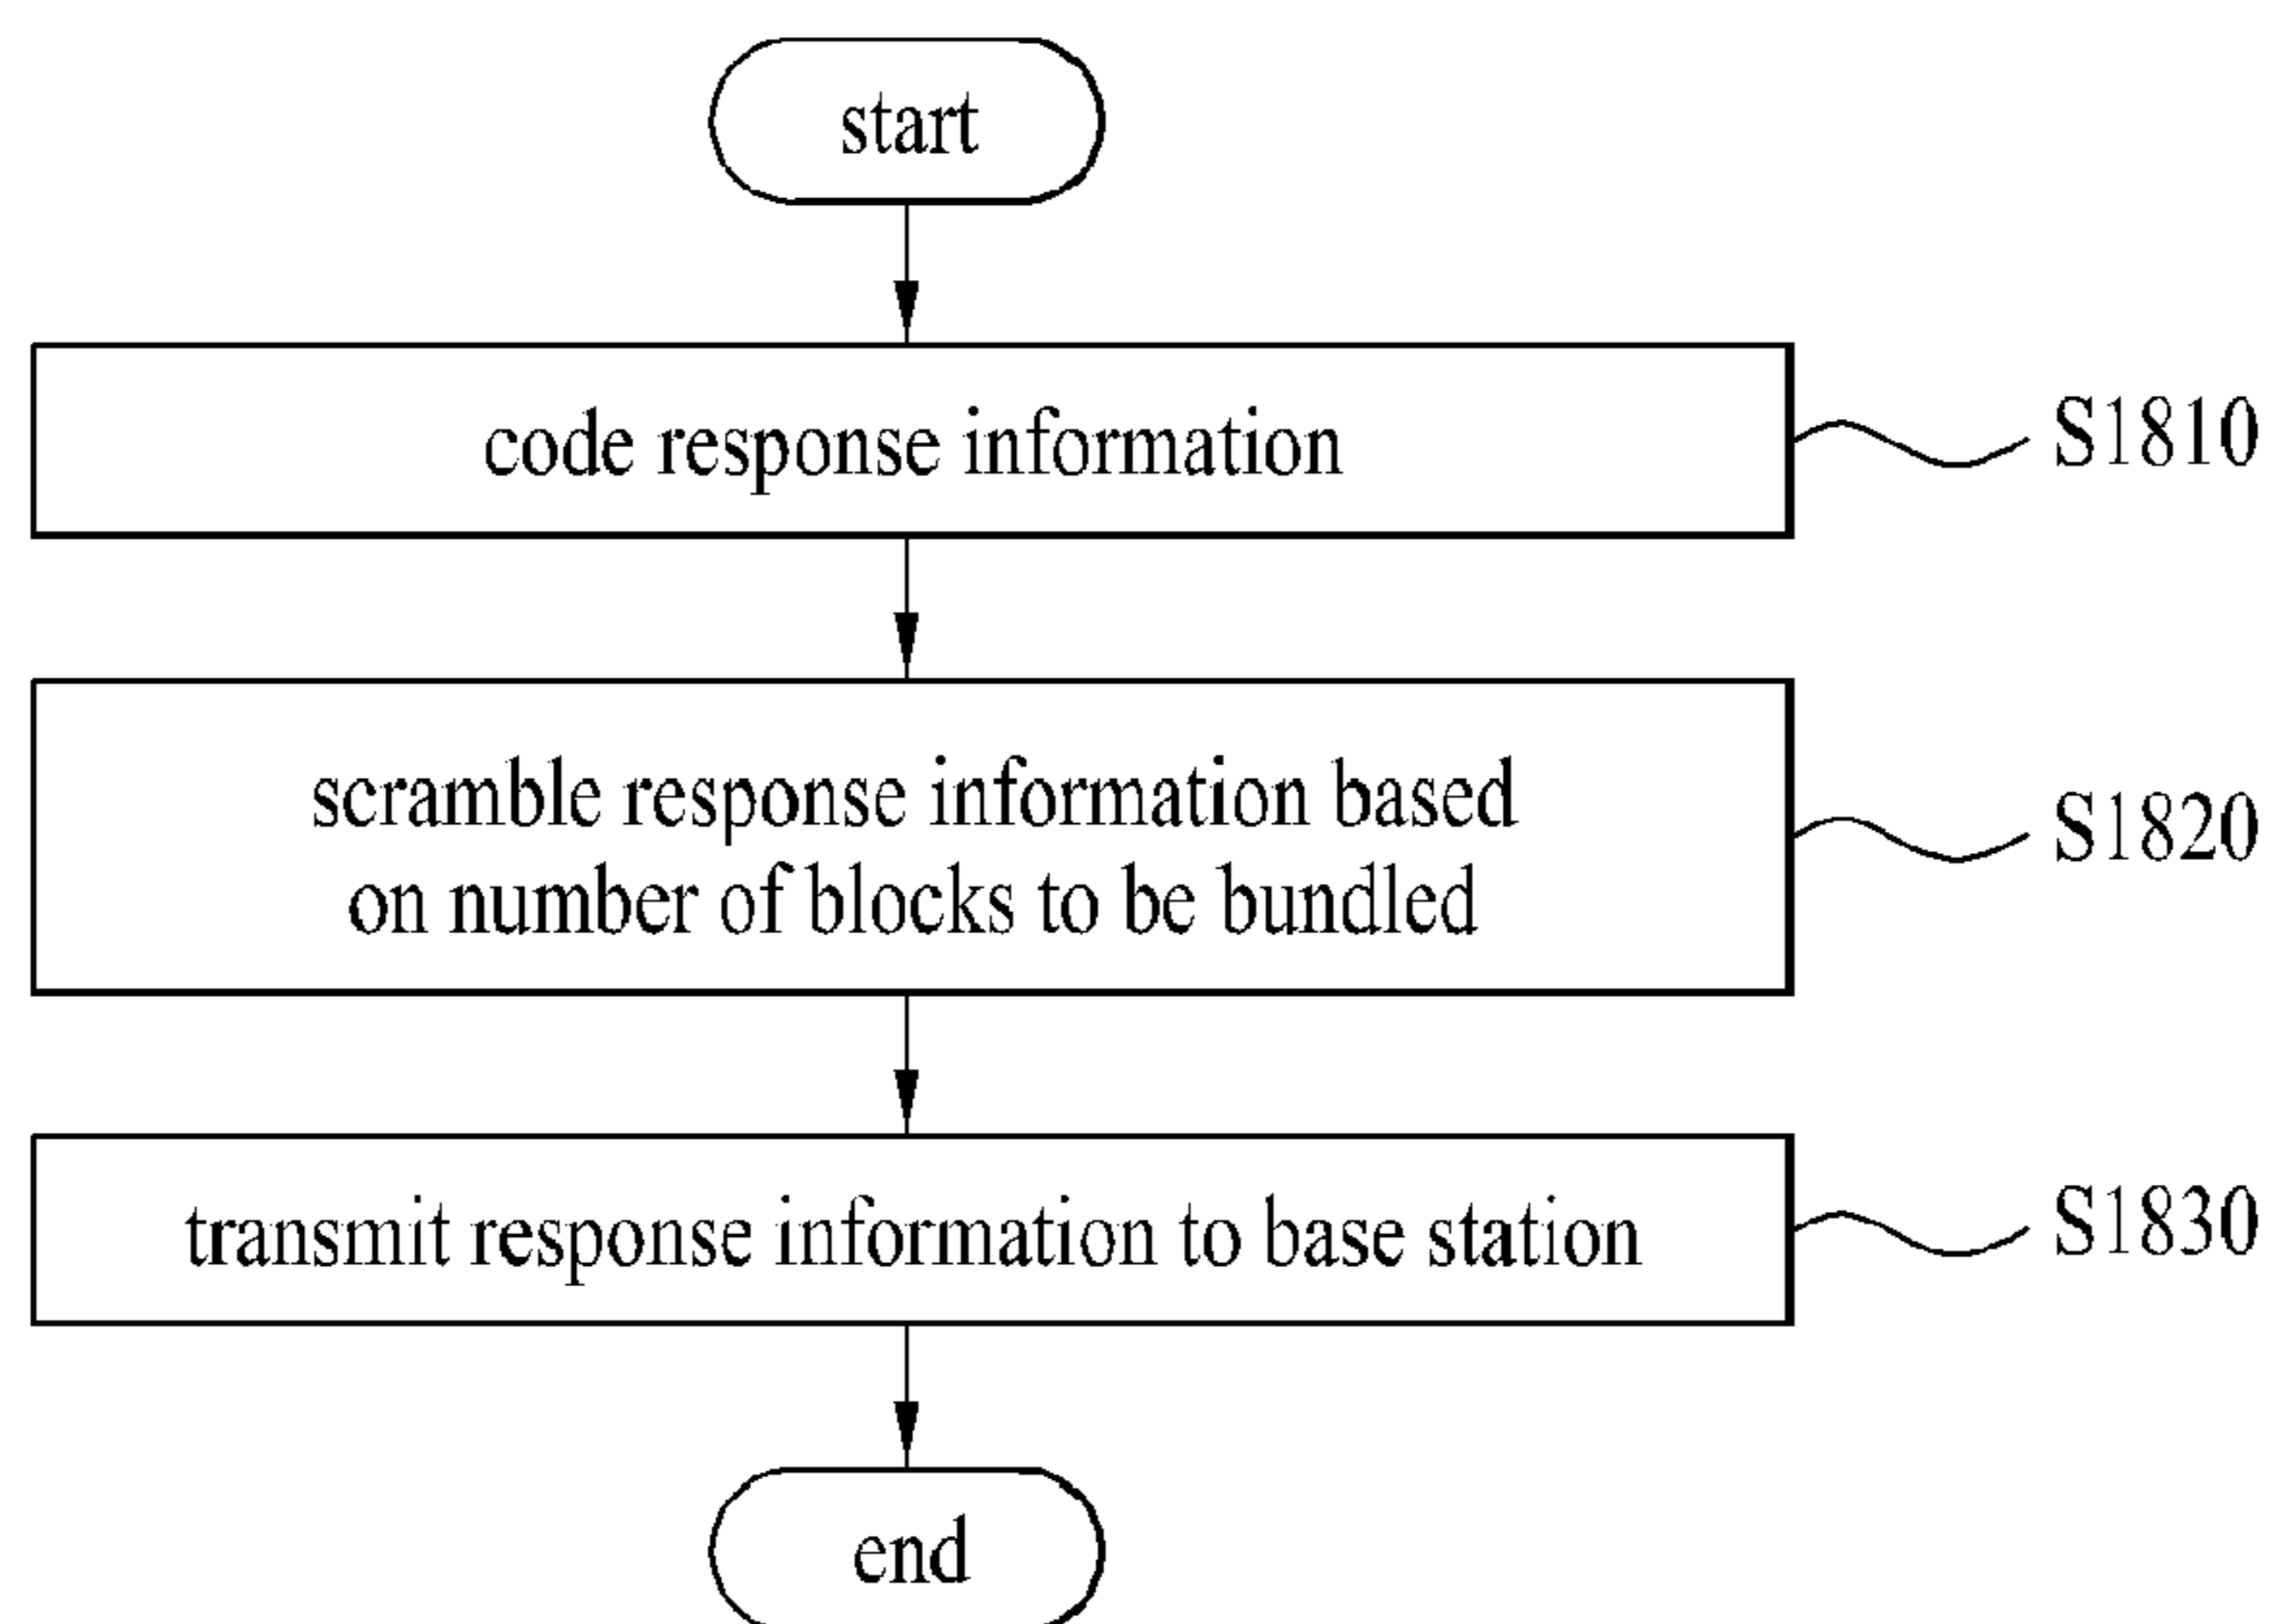 start
code response information
S1810
scramble response information based
on number of blocks to be bundled
S1820
transmit response information to base station
S1830
end